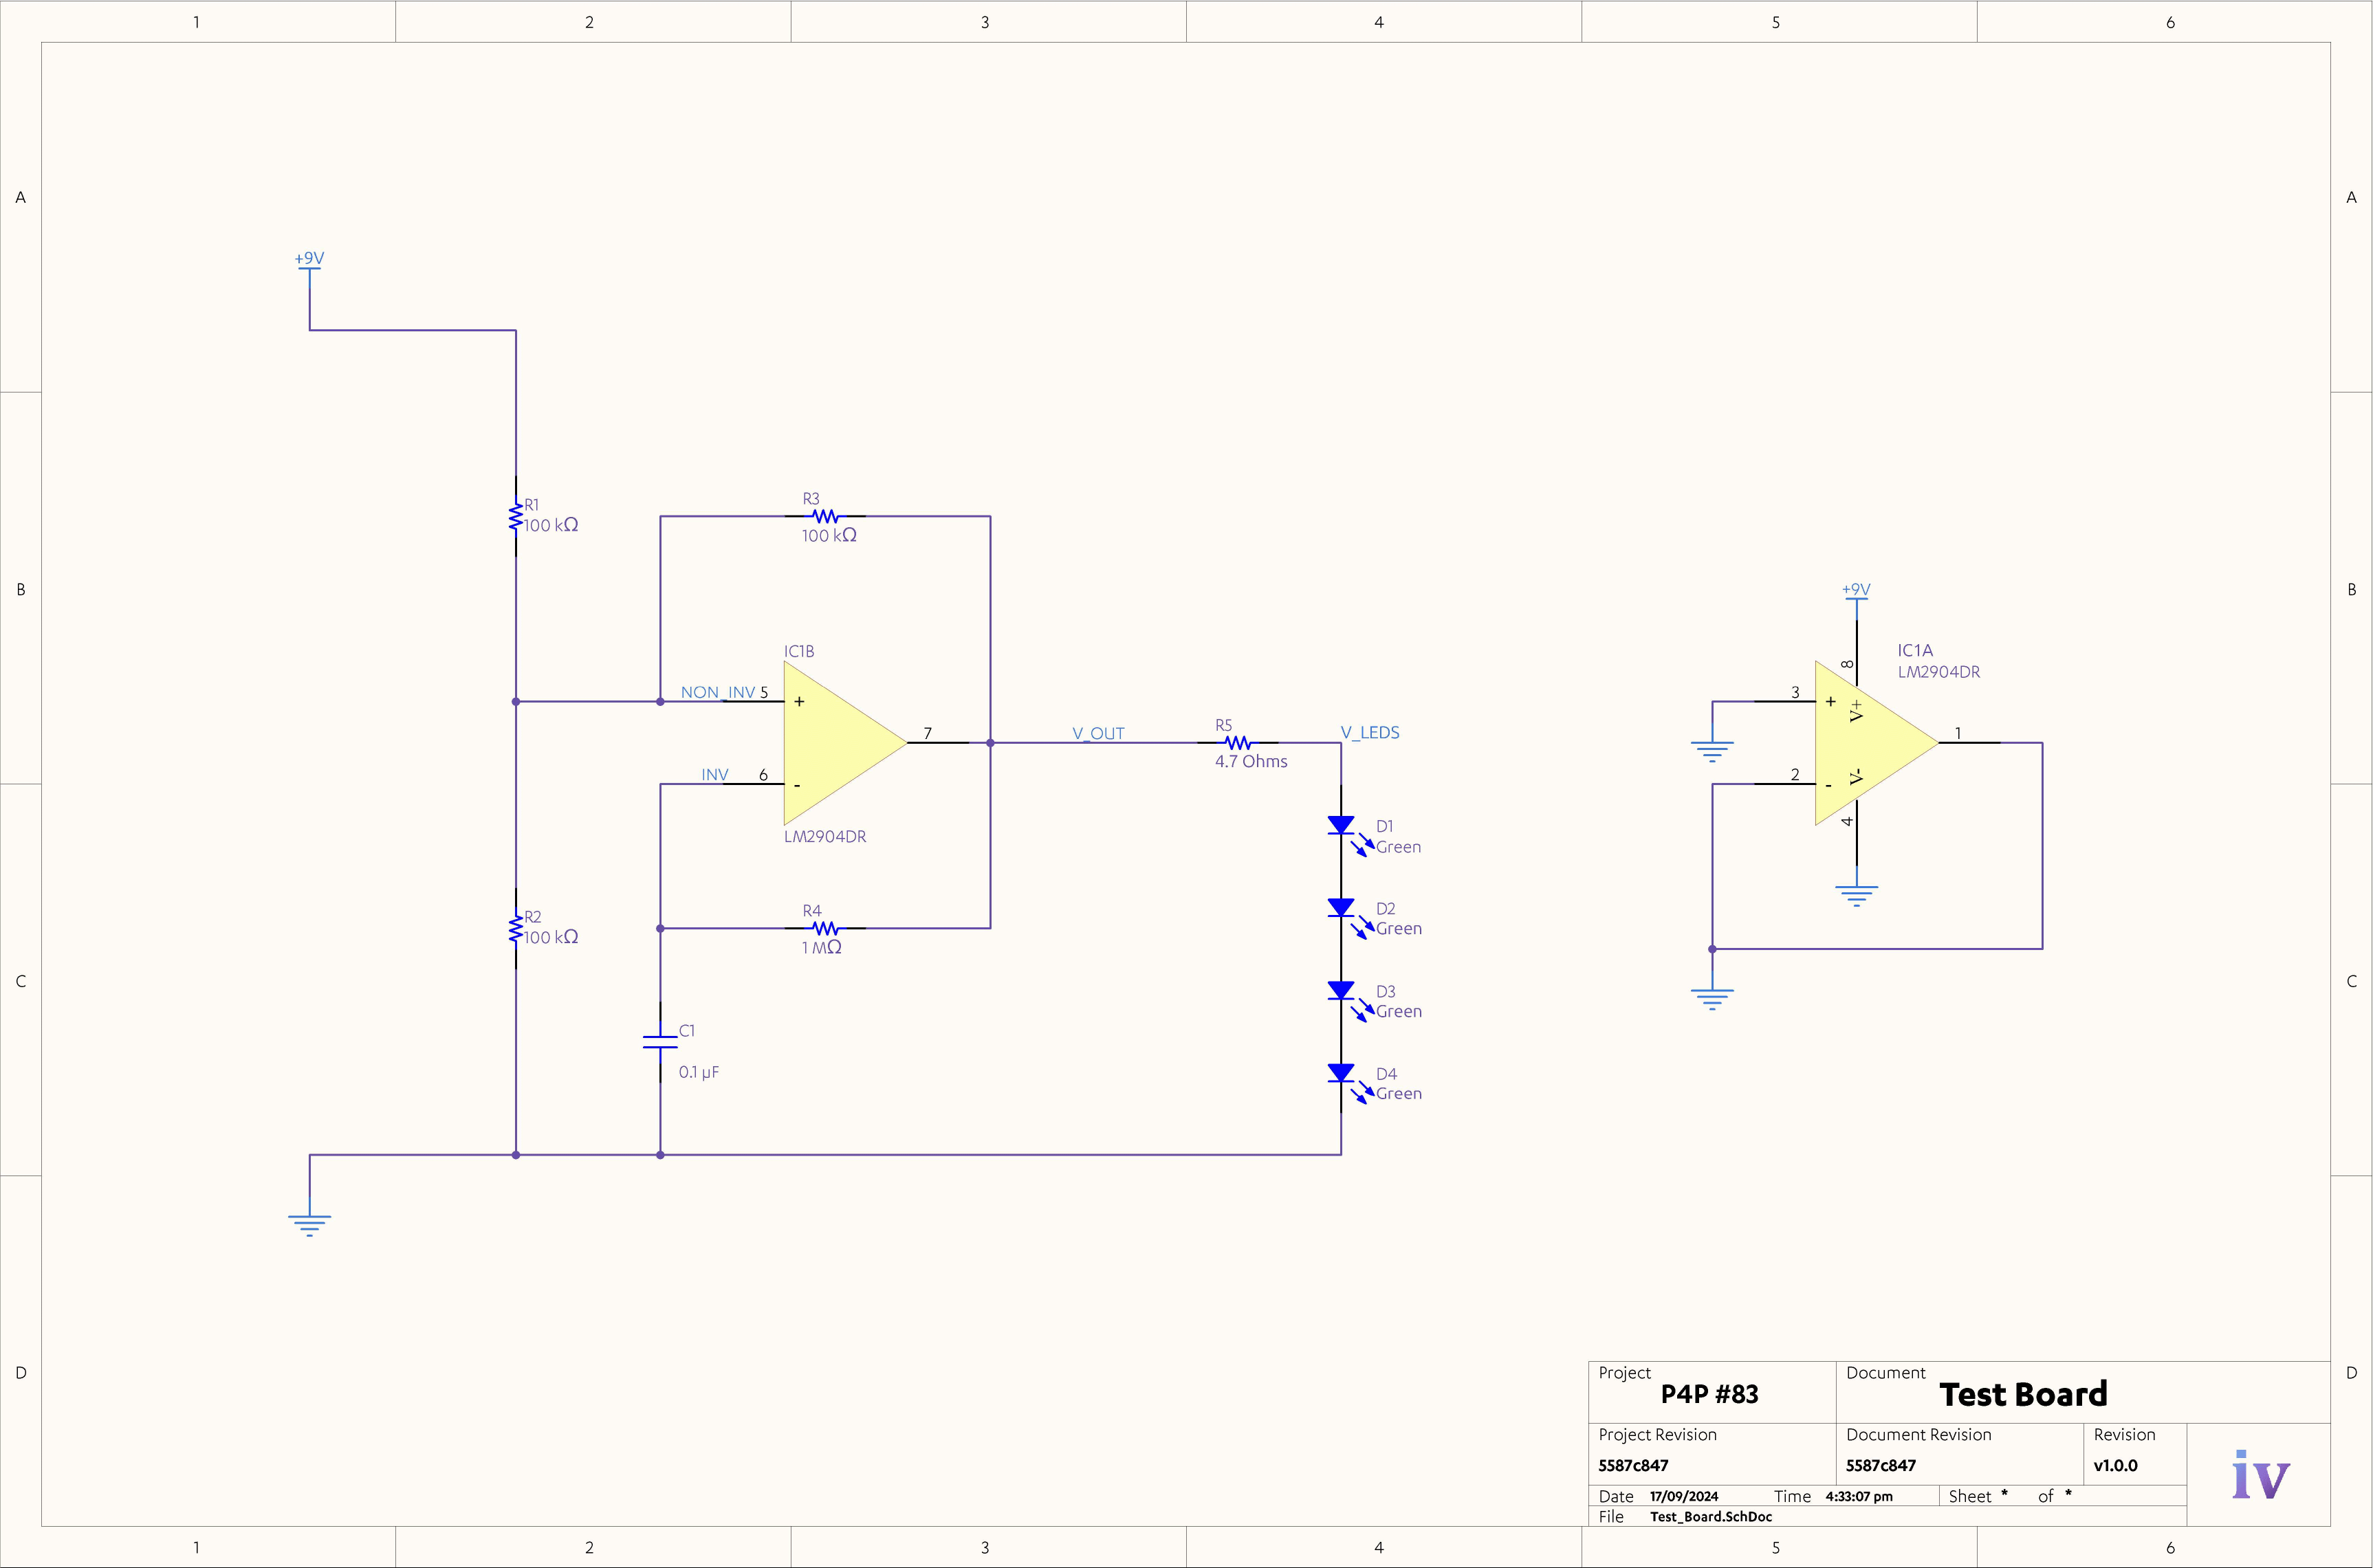 1 2 3 4 5 6
A A
+9V
R1
100 kΩ
R3
100 kΩ
B B
+9V
IC1B
NON_INV 5 +
7
V_OUT
INV 6 -
LM2904DR
R5
4.7 Ohms
V_LEDS
IC1A
LM2904DR
8
3 +
V+
1
2 -
V-
4
D1
Green
D2
Green
D3
Green
D4
Green
R2
100 kΩ
R4
1 MΩ
C1
0.1 µF
C C
D D
Project
P4P #83
Document
Test Board
Project Revision
5587c847
Document Revision
5587c847
Revision
v1.0.0
iv
Date 17/09/2024 Time 4:33:07 pm Sheet * of *
File Test_Board.SchDoc
1 2 3 4 5 6